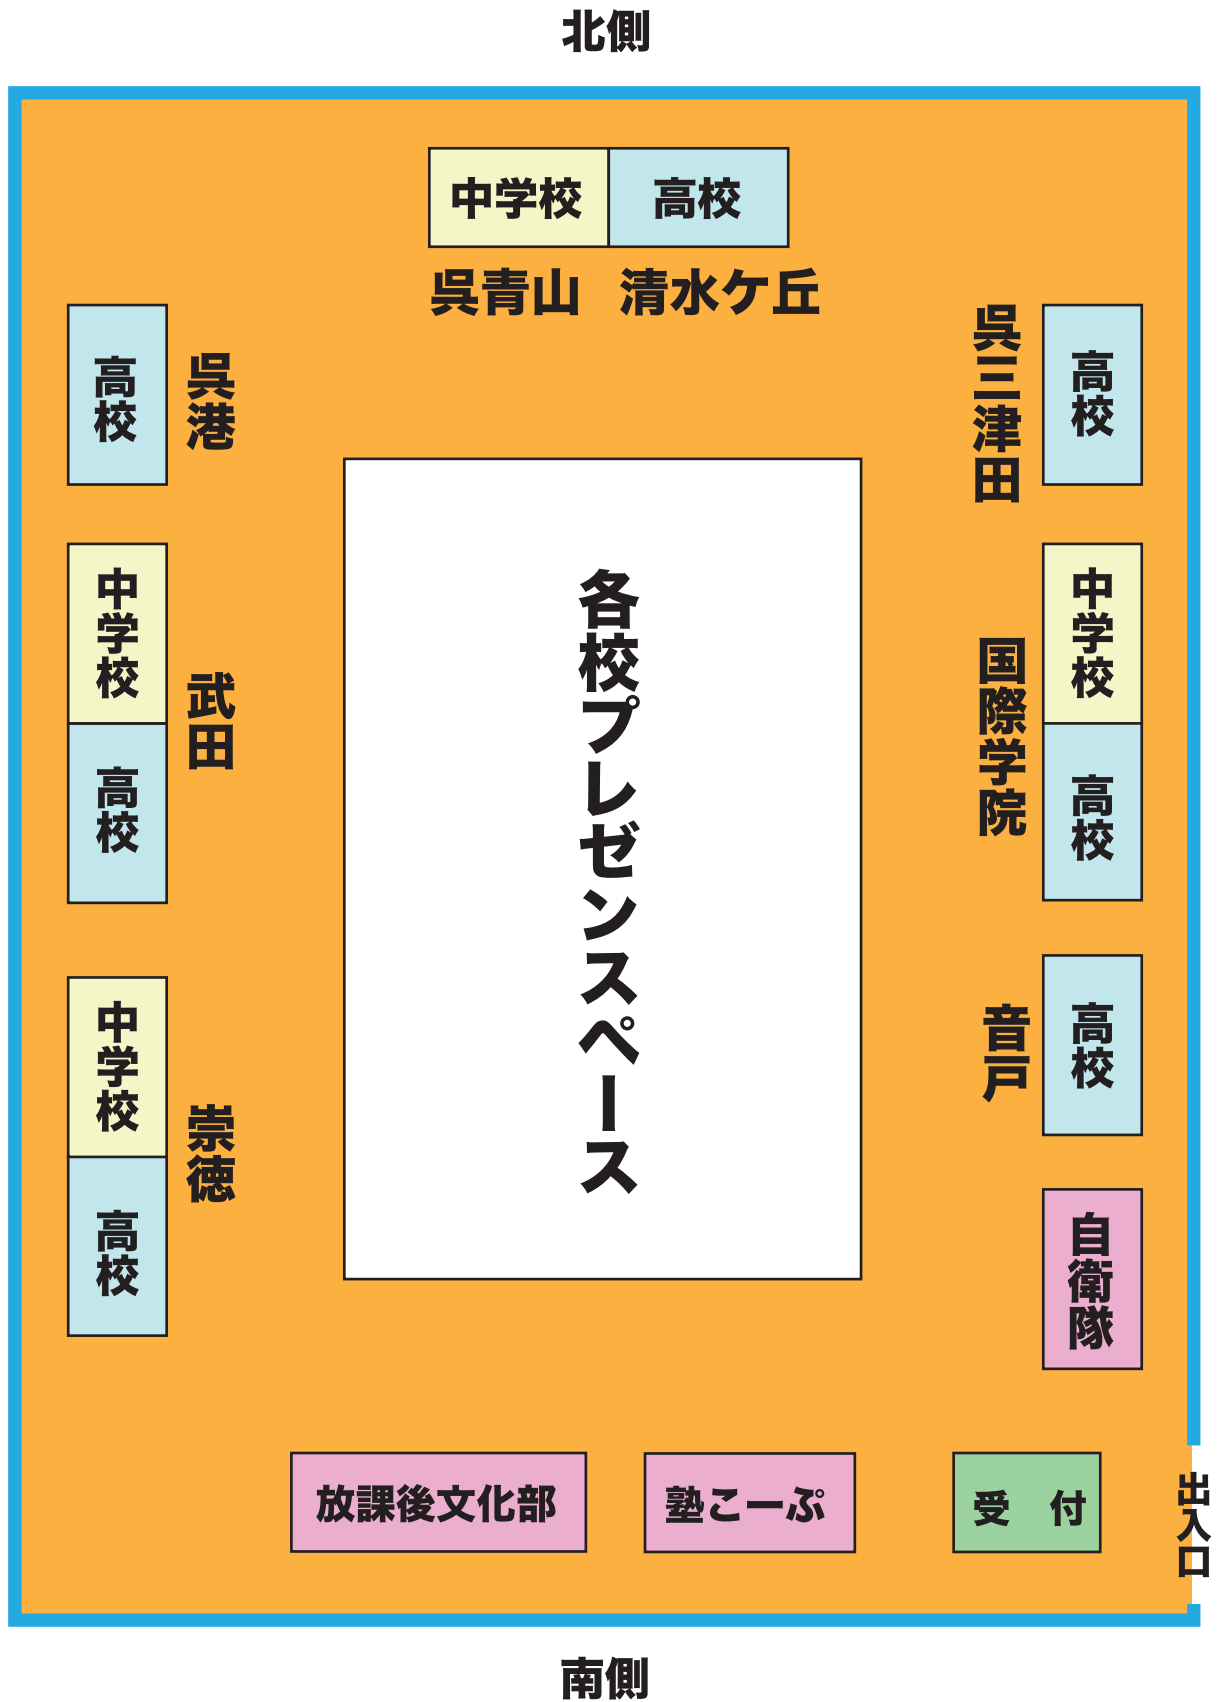 北側
中学校
高校
呉青山
清水ケ丘
高校
呉港
呉三津田
高校
中学校
高校
武田
国際学院
中学校
高校
各校プレゼンスペース
中学校
高校
崇徳
音戸
高校
自衛隊
放課後文化部
塾こーぷ
受 付
出入口
南側